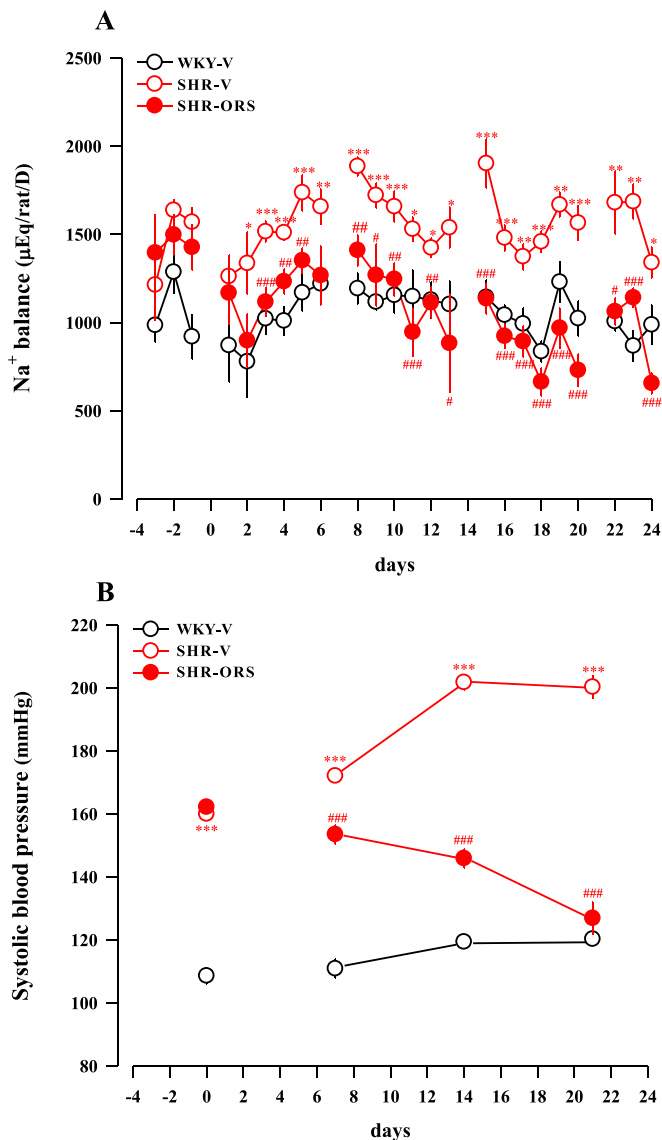 A
2500
2000
1500
1000
500
0
Na+ balance (µEq/rat/D)
WKY-V
SHR-V
SHR-ORS
* *** *** *** **
*** *** *** * * *
*** *** ** *** ** ***
** ** *
### ## ## ## # ## ### ## #
### ### ### ### ### ###
# ### ###
-4 -2 0 2 4 6 8 10 12 14 16 18 20 22 24
days
B
220
200
180
160
140
120
100
80
Systolic blood pressure (mmHg)
WKY-V
SHR-V
SHR-ORS
*** *** *** ***
### ### ###
-4 -2 0 2 4 6 8 10 12 14 16 18 20 22 24
days